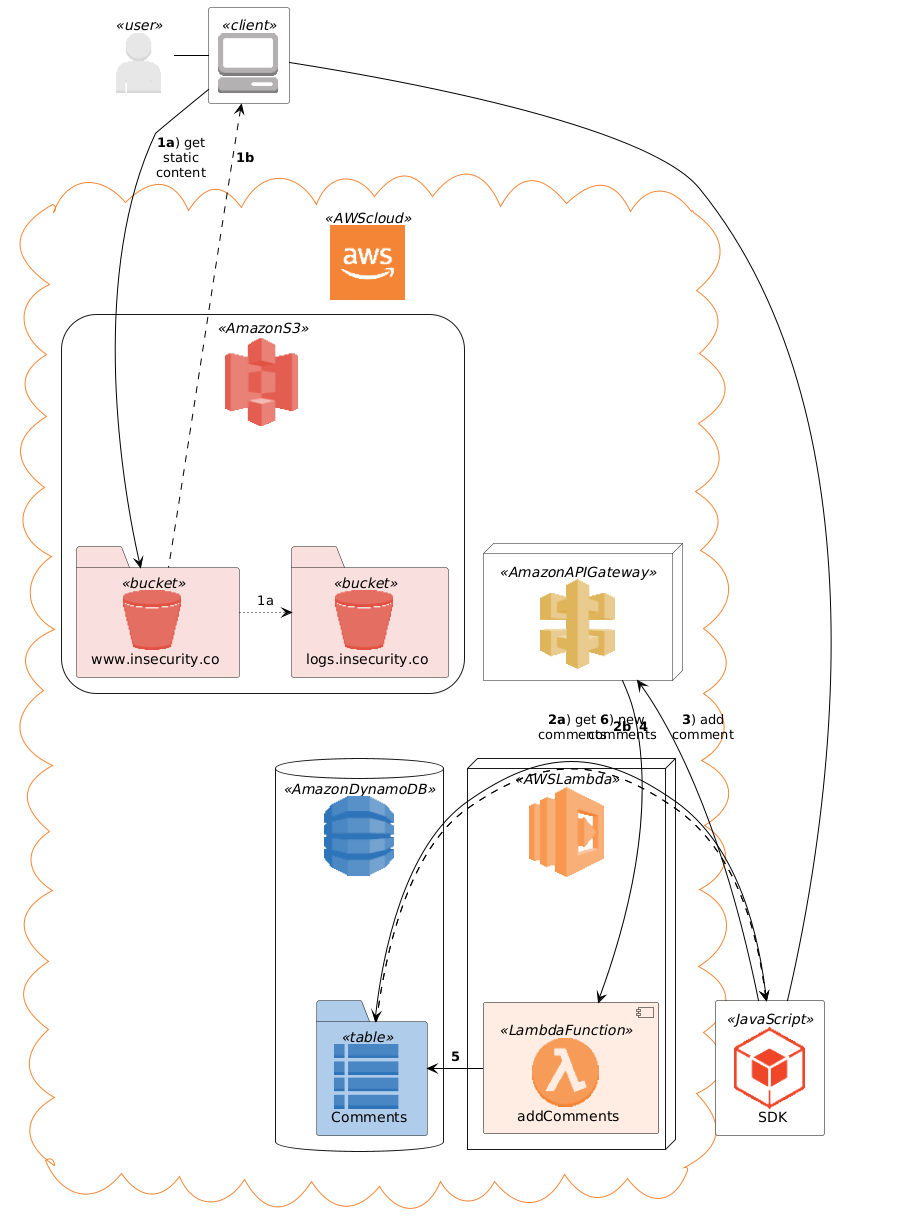 «user»
«client»
1a) get
static
content
1b
«AWScloud»
aws
«AmazonS3»
«bucket»
www.insecurity.co
1a
«bucket»
logs.insecurity.co
«AmazonAPIGateway»
2a) get
comments
6) new
comments
2b
4
3) add
comment
«AmazonDynamoDB»
«AWSLambda»
«table»
Comments
5
«LambdaFunction»
addComments
«JavaScript»
SDK